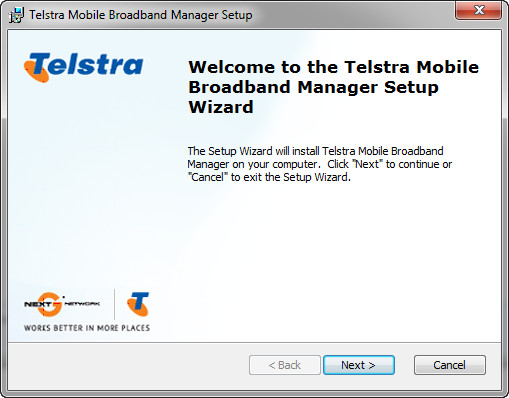 Telstra Mobile Broadband Manager Setup
Telstra
Welcome to the Telstra Mobile
Broadband Manager Setup
Wizard
The Setup Wizard will install Telstra Mobile Broadband
Manager on your computer. Click "Next" to continue or
"Cancel" to exit the Setup Wizard.
NEXT G NETWORK
T
WORKS BETTER IN MORE PLACES
< Back
Next >
Cancel